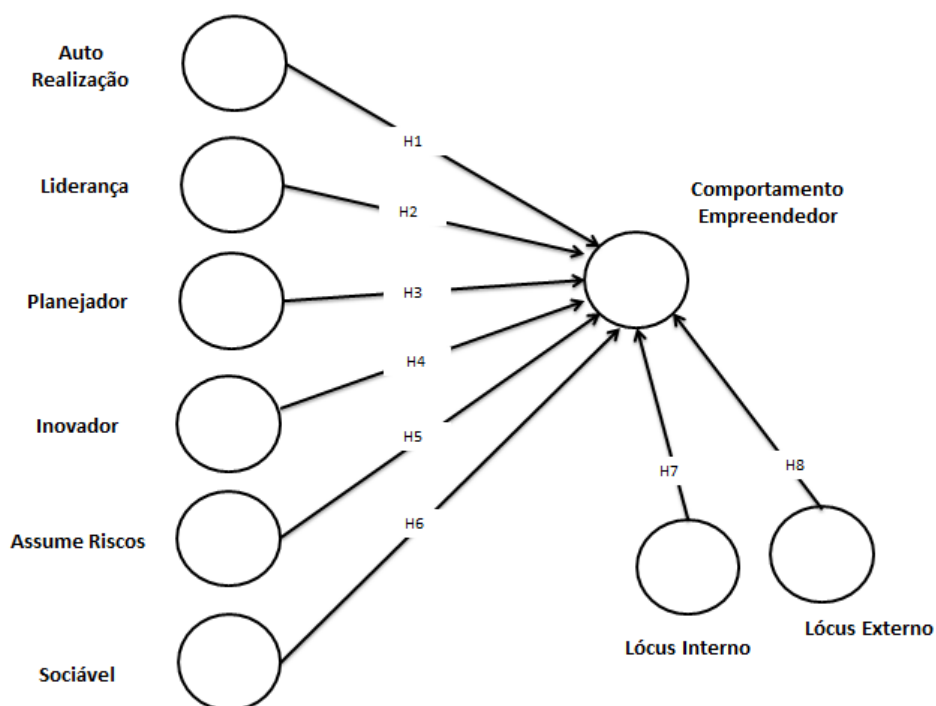 Auto
Realização
H1
Liderança
H2
Comportamento
Empreendedor
Planejador
H3
Inovador
H4
Assume Riscos
H5
Sociável
H6
H7
H8
Lócus Interno
Lócus Externo